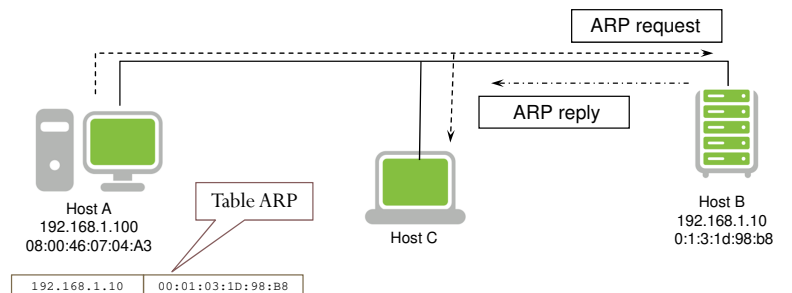 ARP request
ARP reply
Host A
192.168.1.100
08:00:46:07:04:A3
Table ARP
Host C
Host B
192.168.1.10
0:1:3:1d:98:b8
192.168.1.10 00:01:03:1D:98:B8